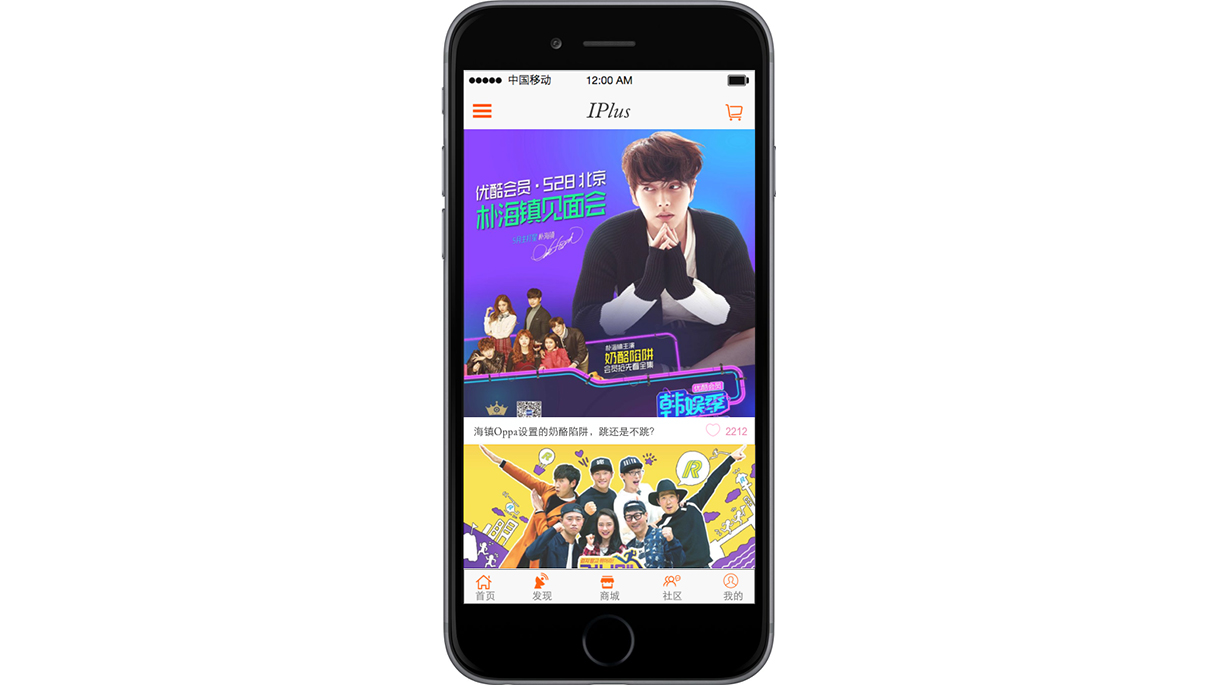 中国移动
12:00 AM
IPlus
优酷会员·528 北京
朴海镇见面会
朴海镇
朴海镇主演
奶酪陷阱
会员抢先看全集
优酷会员
韩娱季
海镇Oppa设置的奶酪陷阱，跳还是不跳?
2212
R
首页
发现
商城
社区
我的